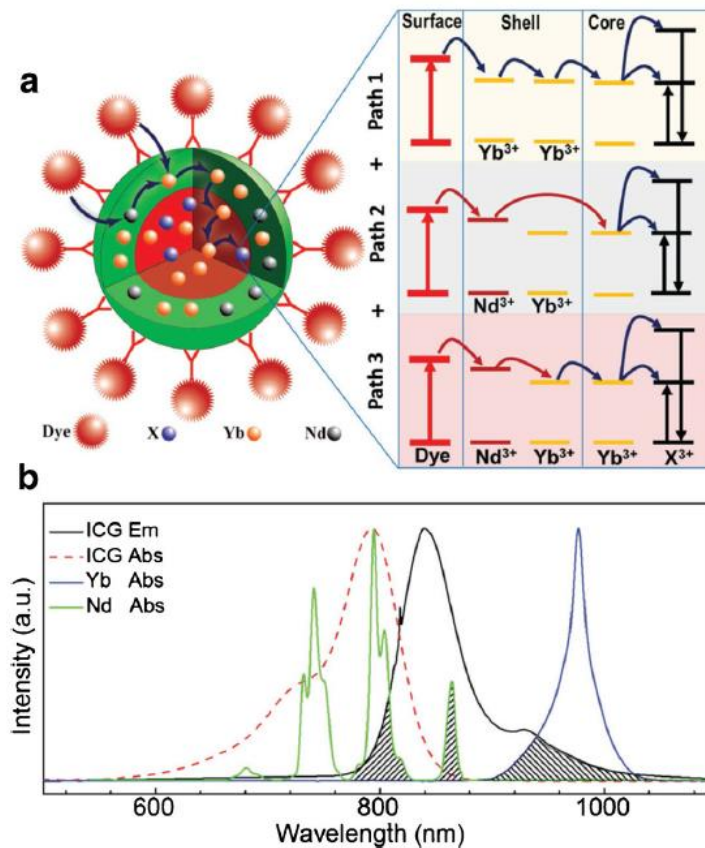 a
Surface Shell Core
Path 1
Yb³⁺ Yb³⁺
+
Path 2
Nd³⁺ Yb³⁺
+
Path 3
Dye Nd³⁺ Yb³⁺ Yb³⁺ X³⁺
Dye X Yb Nd
b
ICG Em
ICG Abs
Yb Abs
Nd Abs
Intensity (a.u.)
600 800 1000
Wavelength (nm)